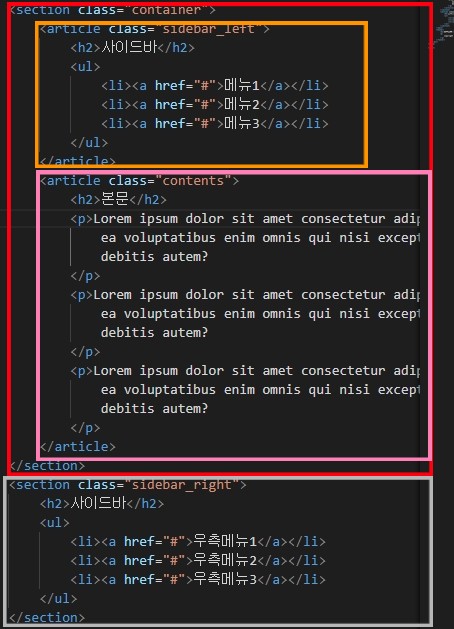 <section class="container">
<article class="sidebar_left">
<h2>사이드바</h2>
<ul>
<li><a href="#">메뉴1</a></li>
<li><a href="#">메뉴2</a></li>
<li><a href="#">메뉴3</a></li>
</ul>
</article>
<article class="contents">
<h2>본문</h2>
<p>Lorem ipsum dolor sit amet consectetur adip
ea voluptatibus enim omnis qui nisi except
debitis autem?
</p>
<p>Lorem ipsum dolor sit amet consectetur adip
ea voluptatibus enim omnis qui nisi except
debitis autem?
</p>
<p>Lorem ipsum dolor sit amet consectetur adip
ea voluptatibus enim omnis qui nisi except
debitis autem?
</p>
</article>
</section>
<section class="sidebar_right">
<h2>사이드바</h2>
<ul>
<li><a href="#">우측메뉴1</a></li>
<li><a href="#">우측메뉴2</a></li>
<li><a href="#">우측메뉴3</a></li>
</ul>
</section>